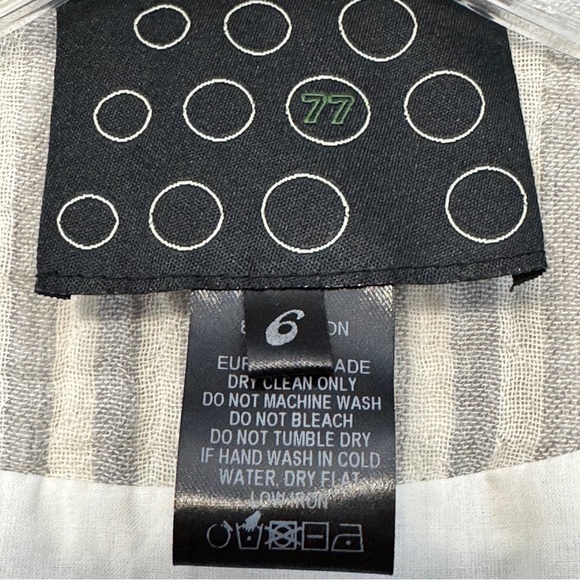 77
6
DRY CLEAN ONLY
DO NOT MACHINE WASH
DO NOT BLEACH
DO NOT TUMBLE DRY
IF HAND WASH IN COLD
WATER, DRY FLAT
LOW IRON